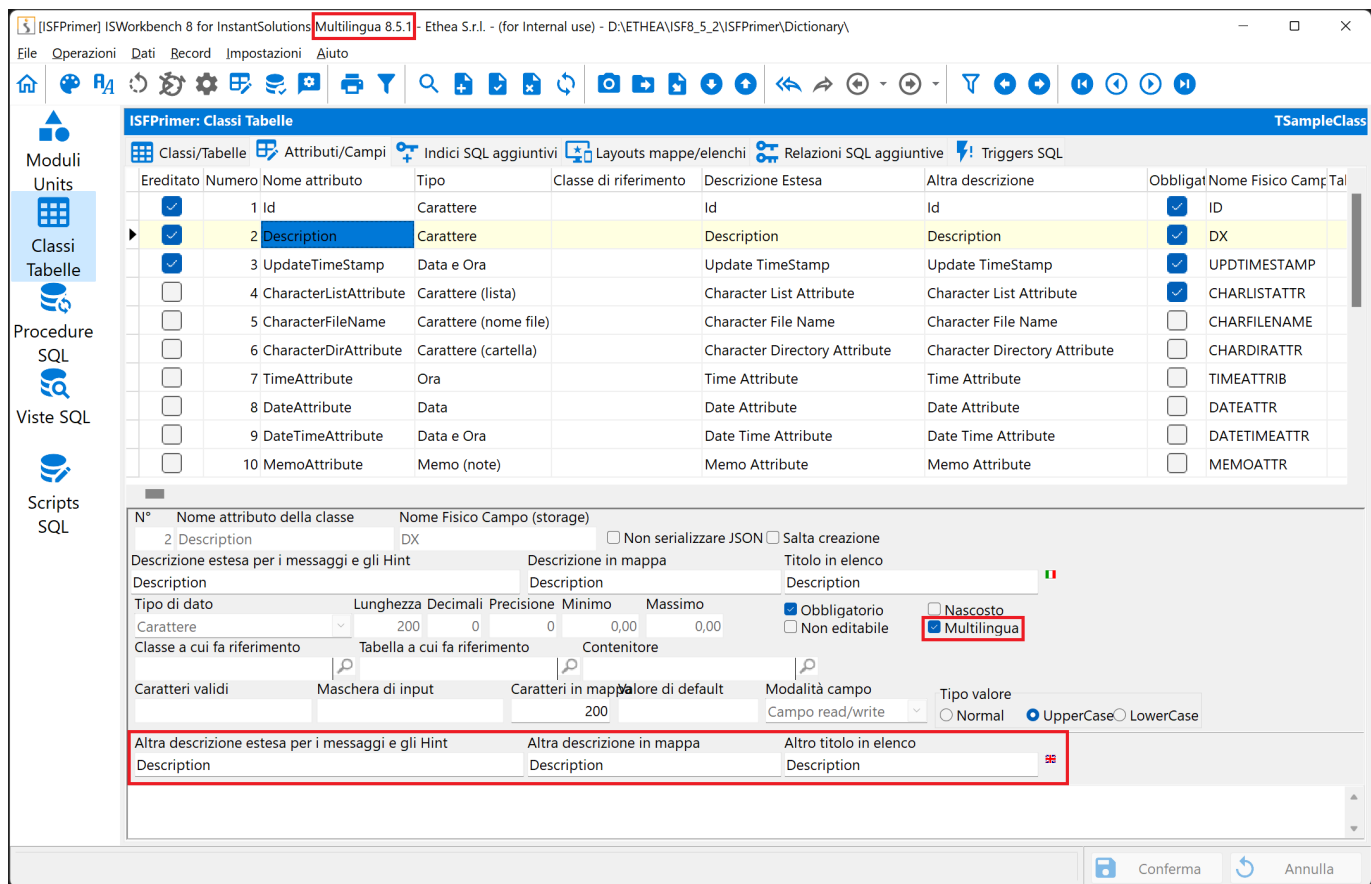 [ISFPrimer] ISWorkbench 8 for InstantSolutions Multilingua 8.5.1 - Ethea S.r.l. - (for Internal use) - D:\ETHEA\ISF8_5_2\ISFPrimer\Dictionary\
File Operazioni Dati Record Impostazioni Aiuto
Moduli
Units
Classi
Tabelle
Procedure
SQL
Viste SQL
Scripts
SQL
ISFPrimer: Classi Tabelle TSampleClass
Classi/Tabelle Attributi/Campi Indici SQL aggiuntivi Layouts mappe/elenchi Relazioni SQL aggiuntive Triggers SQL
Ereditato Numero Nome attributo Tipo Classe di riferimento Descrizione Estesa Altra descrizione Obbligat Nome Fisico Camp Tal
1 Id Carattere Id Id ID
2 Description Carattere Description Description DX
3 UpdateTimeStamp Data e Ora Update TimeStamp Update TimeStamp UPDTIMESTAMP
4 CharacterListAttribute Carattere (lista) Character List Attribute Character List Attribute CHARLISTATTR
5 CharacterFileName Carattere (nome file) Character File Name Character File Name CHARFILENAME
6 CharacterDirAttribute Carattere (cartella) Character Directory Attribute Character Directory Attribute CHARDIRATTR
7 TimeAttribute Ora Time Attribute Time Attribute TIMEATTRIB
8 DateAttribute Data Date Attribute Date Attribute DATEATTR
9 DateTimeAttribute Data e Ora Date Time Attribute Date Time Attribute DATETIMEATTR
10 MemoAttribute Memo (note) Memo Attribute Memo Attribute MEMOATTR
N° Nome attributo della classe Nome Fisico Campo (storage)
2 Description DX Non serializzare JSON Salta creazione
Descrizione estesa per i messaggi e gli Hint Descrizione in mappa Titolo in elenco
Description Description Description
Tipo di dato Lunghezza Decimali Precisione Minimo Massimo Obbligatorio Nascosto
Carattere 200 0 0 0,00 0,00 Non editabile Multilingua
Classe a cui fa riferimento Tabella a cui fa riferimento Contenitore
Caratteri validi Maschera di input Caratteri in mappa Valore di default Modalità campo Tipo valore
200 Campo read/write Normal UpperCase LowerCase
Altra descrizione estesa per i messaggi e gli Hint Altra descrizione in mappa Altro titolo in elenco
Description Description Description
Conferma Annulla